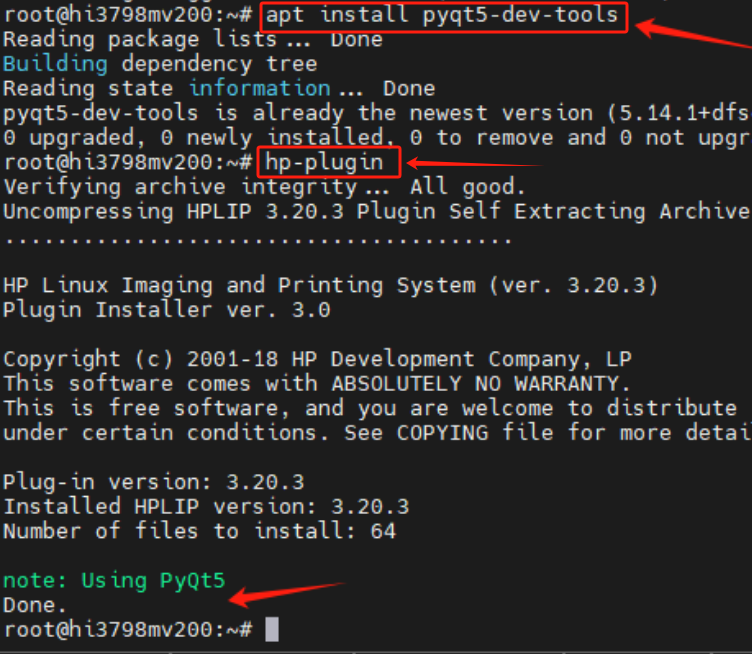 root@hi3798mv200:~# apt install pyqt5-dev-tools
Reading package lists... Done
Building dependency tree
Reading state information... Done
pyqt5-dev-tools is already the newest version (5.14.1+dfs
0 upgraded, 0 newly installed, 0 to remove and 0 not upgr
root@hi3798mv200:~# hp-plugin
Verifying archive integrity... All good.
Uncompressing HPLIP 3.20.3 Plugin Self Extracting Archive
.......................................
HP Linux Imaging and Printing System (ver. 3.20.3)
Plugin Installer ver. 3.0
Copyright (c) 2001-18 HP Development Company, LP
This software comes with ABSOLUTELY NO WARRANTY.
This is free software, and you are welcome to distribute
under certain conditions. See COPYING file for more detai
Plug-in version: 3.20.3
Installed HPLIP version: 3.20.3
Number of files to install: 64
note: Using PyQt5
Done.
root@hi3798mv200:~#